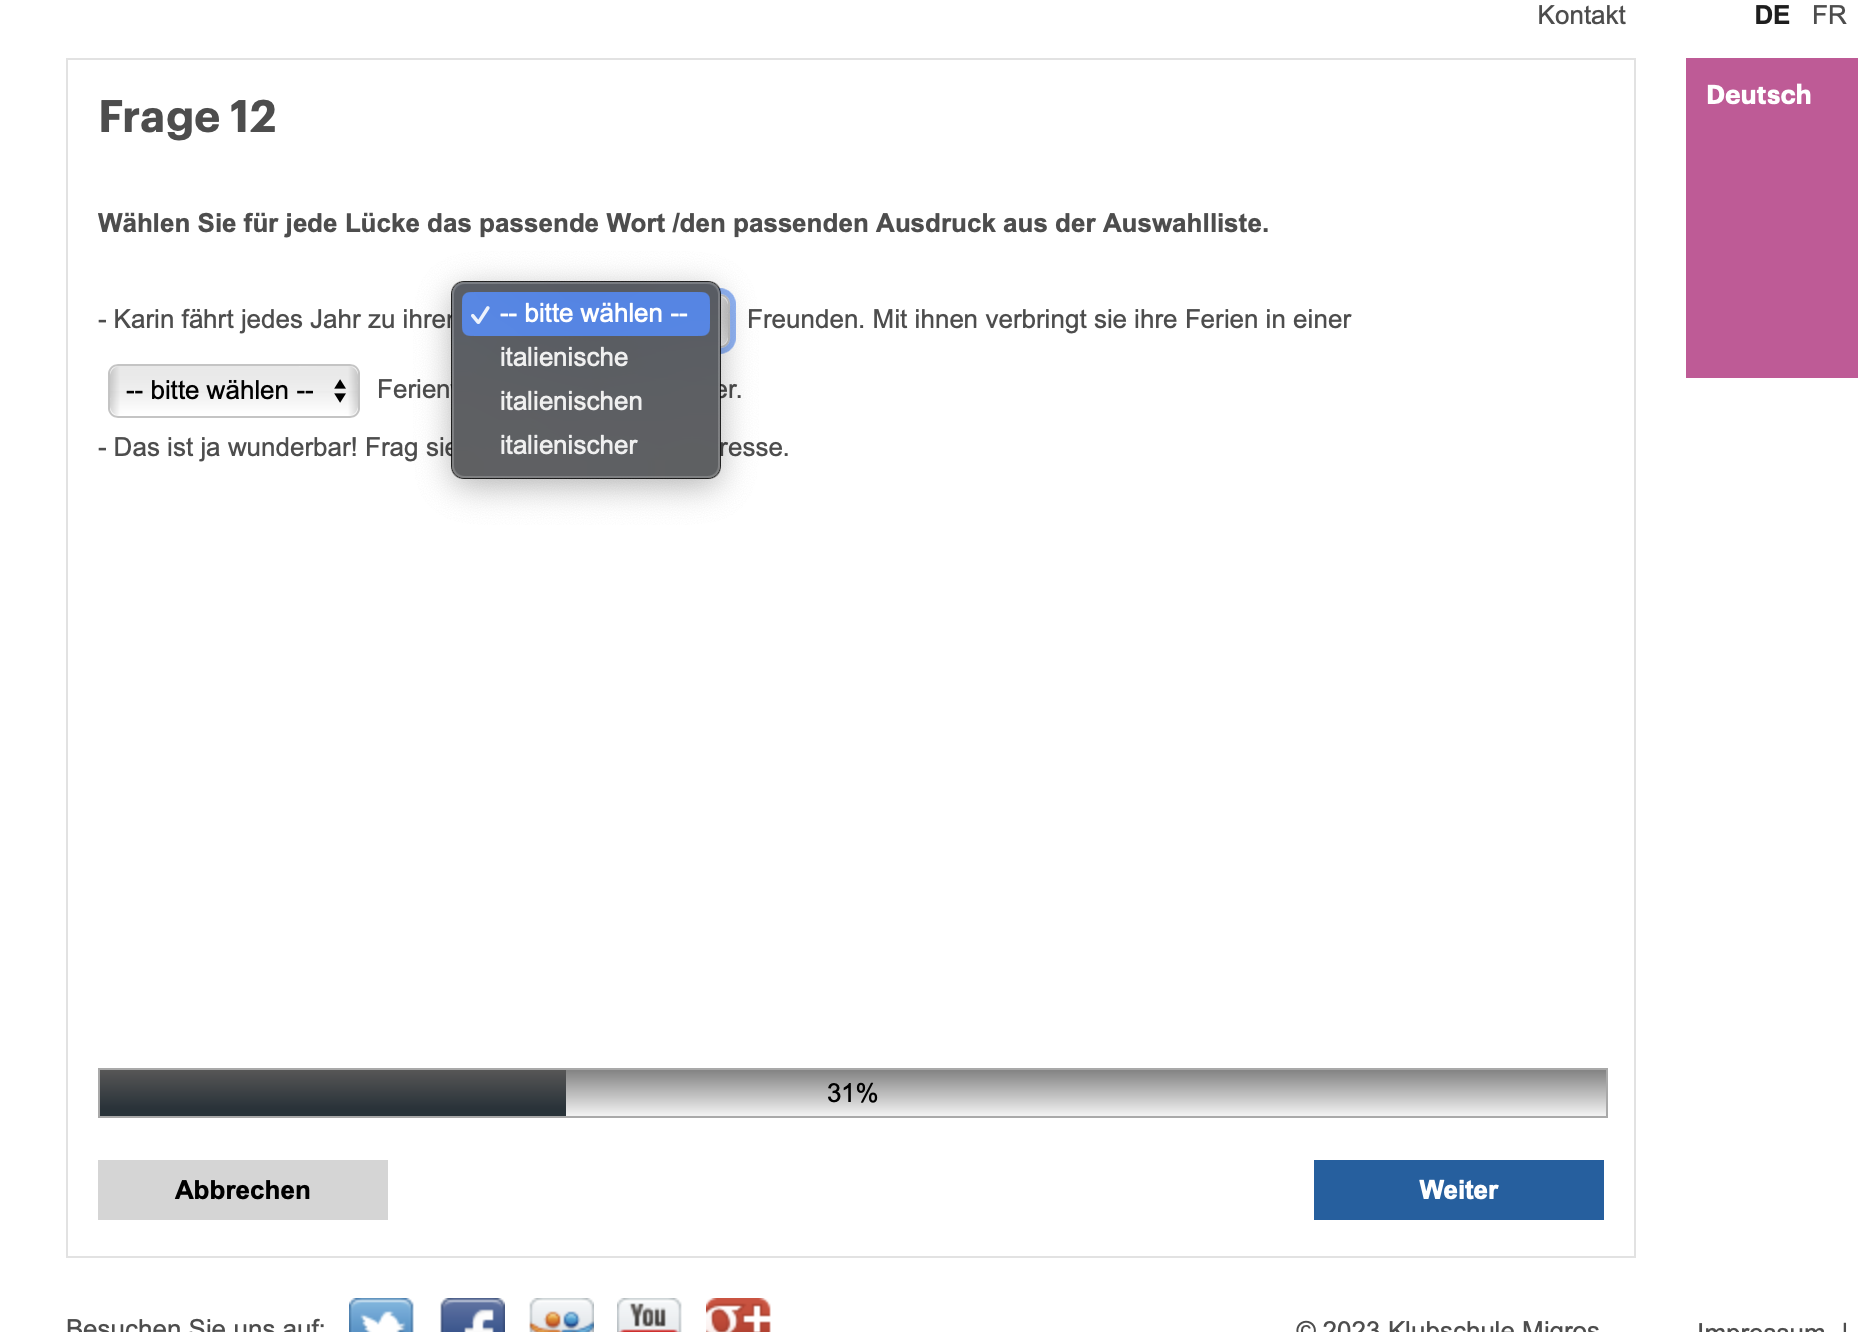 Kontakt DE FR
Deutsch
Frage 12
Wählen Sie für jede Lücke das passende Wort /den passenden Ausdruck aus der Auswahlliste.
- Karin fährt jedes Jahr zu ihren -- bitte wählen -- Freunden. Mit ihnen verbringt sie ihre Ferien in einer
italienische
-- bitte wählen -- Ferien er.
italienischen
- Das ist ja wunderbar! Frag sie resse.
italienischer
31%
Abbrechen Weiter
Besuchen Sie uns auf: You g+ © 2023 Klubschule Migros Impressum |